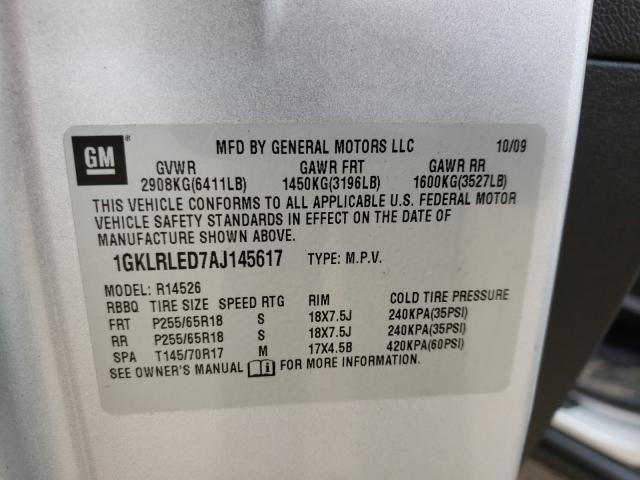 GM ® MFD BY GENERAL MOTORS LLC 10/09
GVWR GAWR FRT GAWR RR
2908KG(6411LB) 1450KG(3196LB) 1600KG(3527LB)
THIS VEHICLE CONFORMS TO ALL APPLICABLE U.S. FEDERAL MOTOR
VEHICLE SAFETY STANDARDS IN EFFECT ON THE DATE OF
MANUFACTURE SHOWN ABOVE.
1GKLRLED7AJ145617 TYPE: M.P.V.
MODEL: R14526
RBBQ TIRE SIZE SPEED RTG RIM COLD TIRE PRESSURE
FRT P255/65R18 S 18X7.5J 240KPA(35PSI)
RR P255/65R18 S 18X7.5J 240KPA(35PSI)
SPA T145/70R17 M 17X4.5B 420KPA(60PSI)
SEE OWNER'S MANUAL FOR MORE INFORMATION.